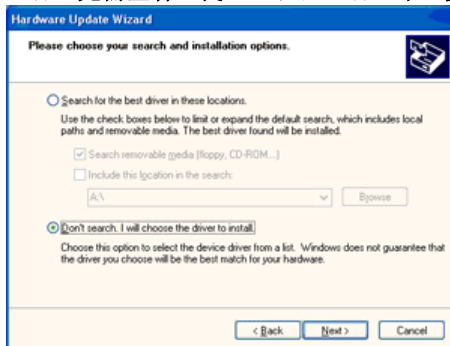 Hardware Update Wizard
Please choose your search and installation options.
Search for the best driver in these locations.
Use the check boxes below to limit or expand the default search, which includes local
paths and removable media. The best driver found will be installed.
Search removable media (floppy, CD-ROM...)
Include this location in the search:
A:\
Browse
Don't search. I will choose the driver to install.
Choose this option to select the device driver from a list. Windows does not guarantee that
the driver you choose will be the best match for your hardware.
< Back Next > Cancel